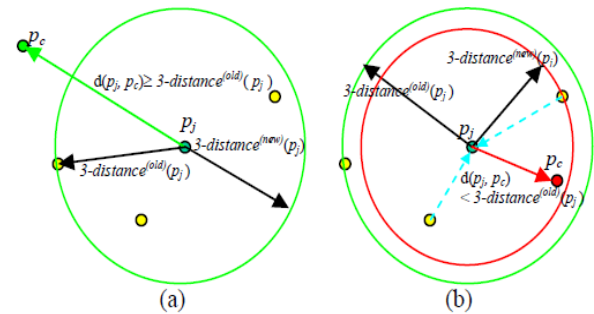 p_c
d(p_j, p_c) ≥ 3-distance^(old)(p_j)
p_j
3-distance^(new)(p_j)
3-distance^(old)(p_j)
(a)
3-distance^(new)(p_i)
3-distance^(old)(p_j)
p_j
p_c
d(p_j, p_c)
< 3-distance^(old)(p_j)
(b)